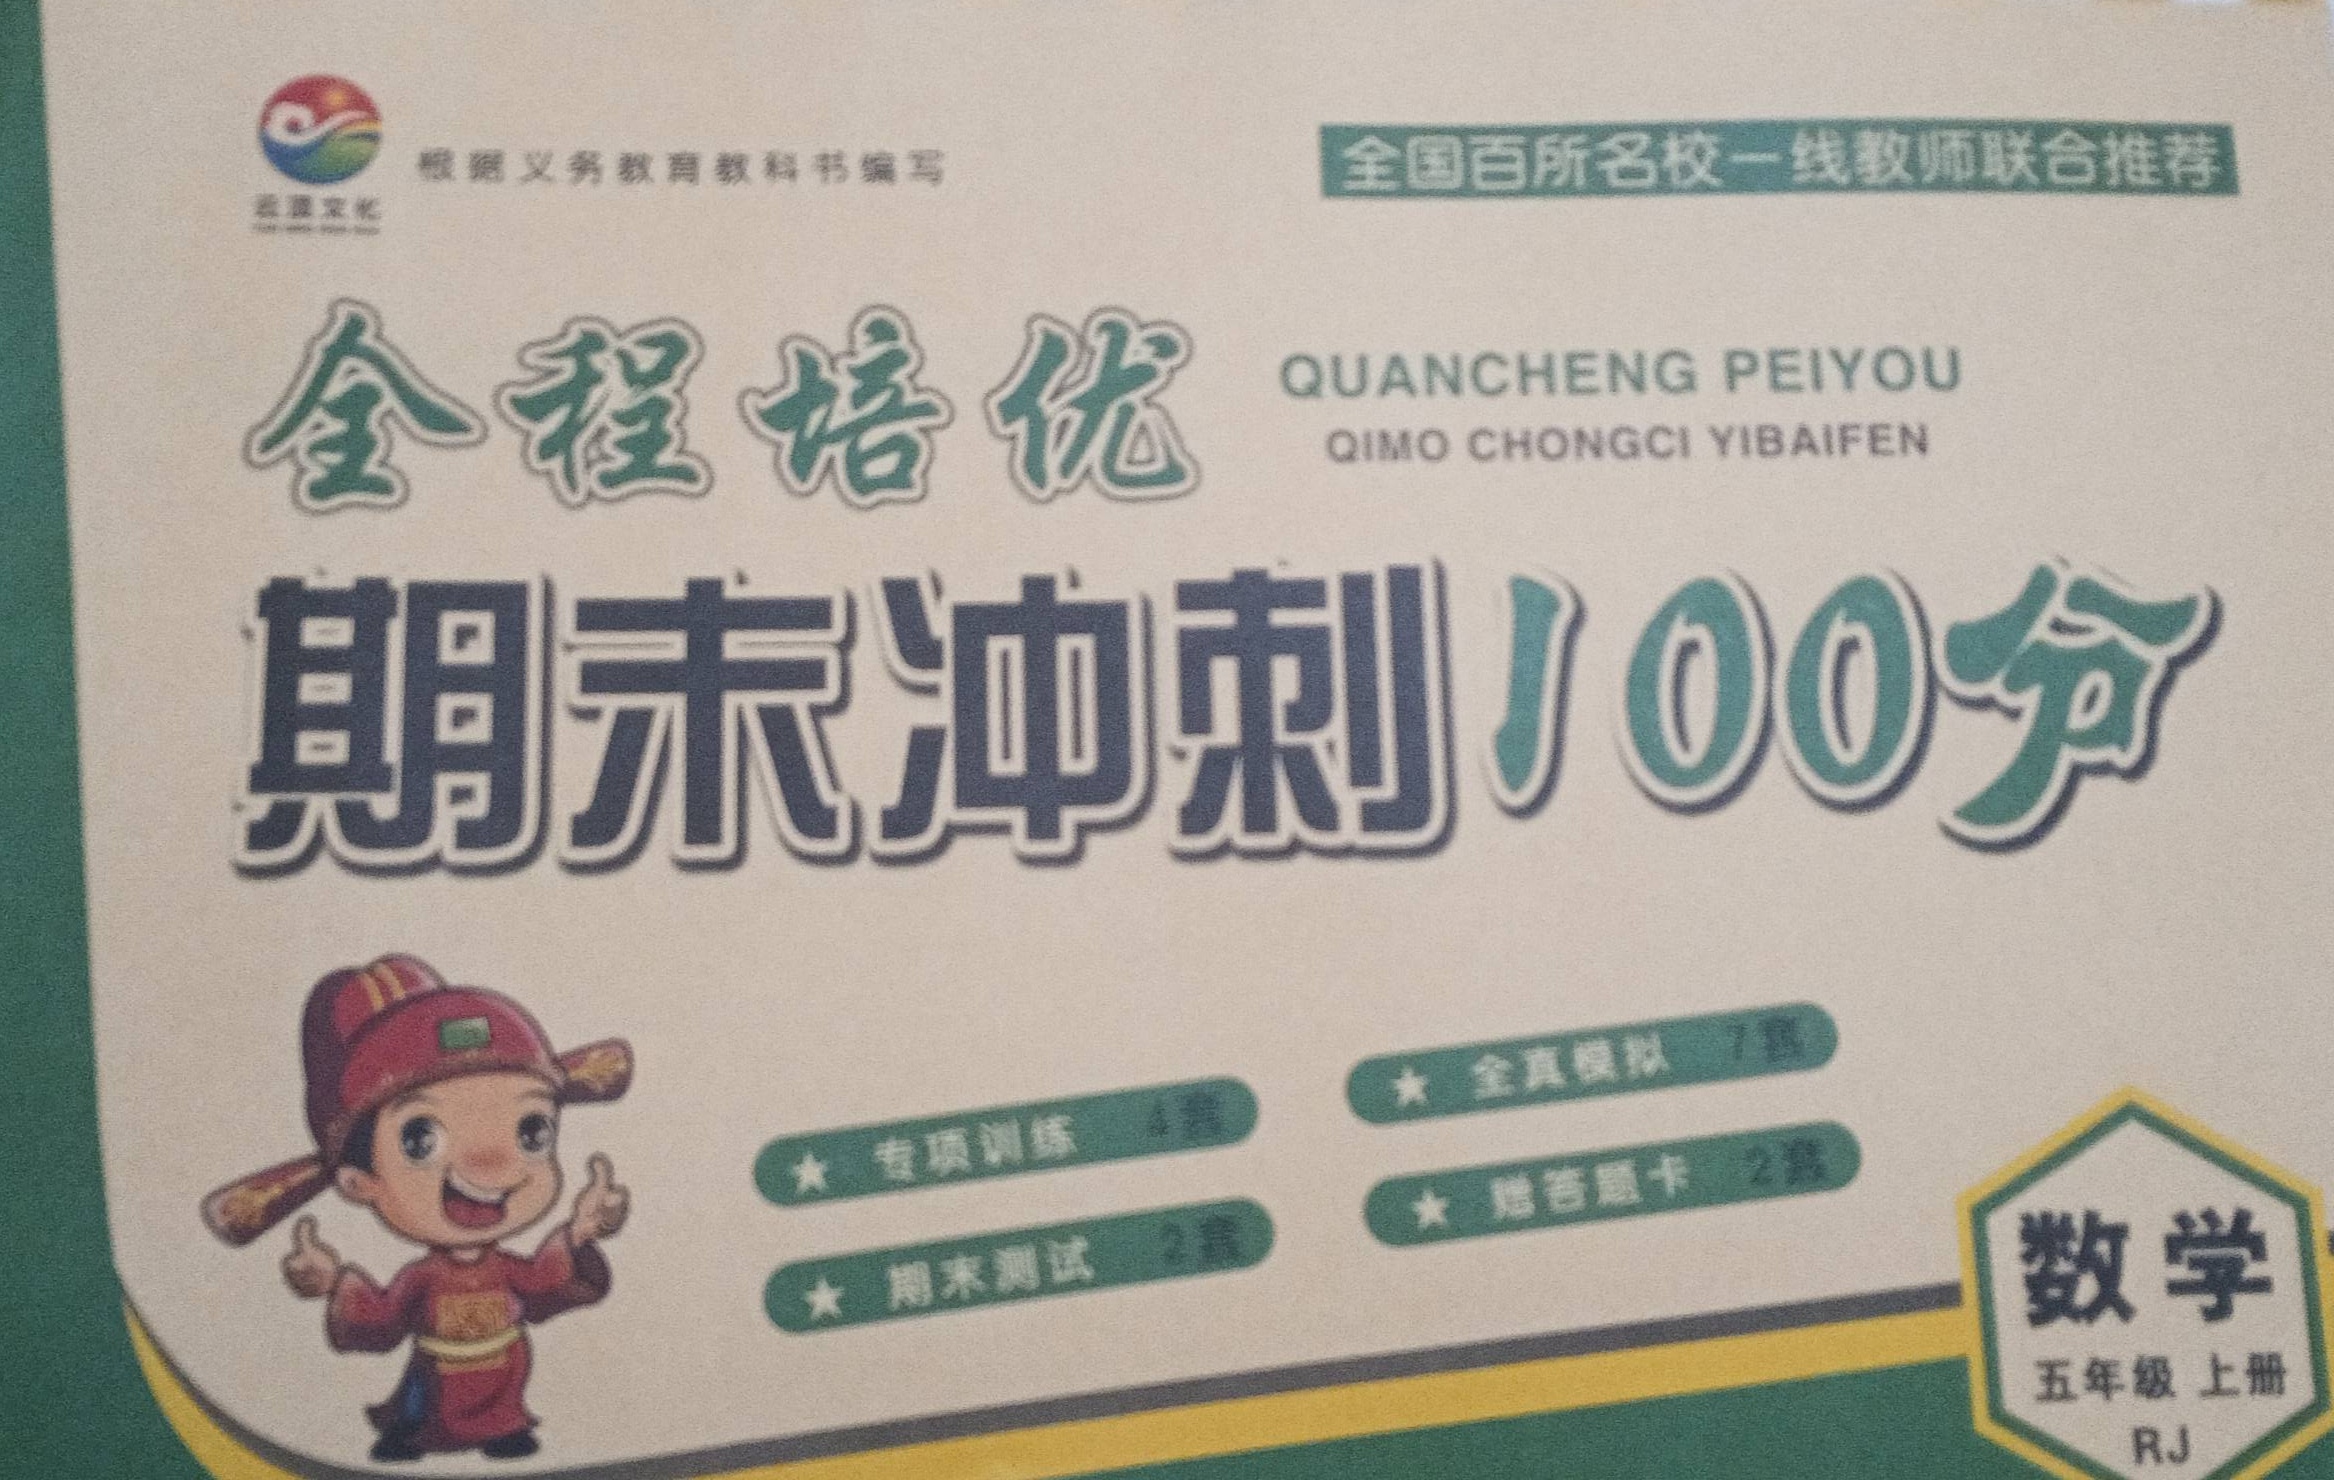 根据义务教育教科书编写
全国百所名校一线教师联合推荐
全程培优
QUANCHENG PEIYOU
QIMO CHONGCI YIBAIFEN
期末冲刺100分
★ 专项训练 4套
★ 全真模拟 7套
★ 期末测试 2套
★ 赠答题卡 2套
数学
五年级 上册
RJ